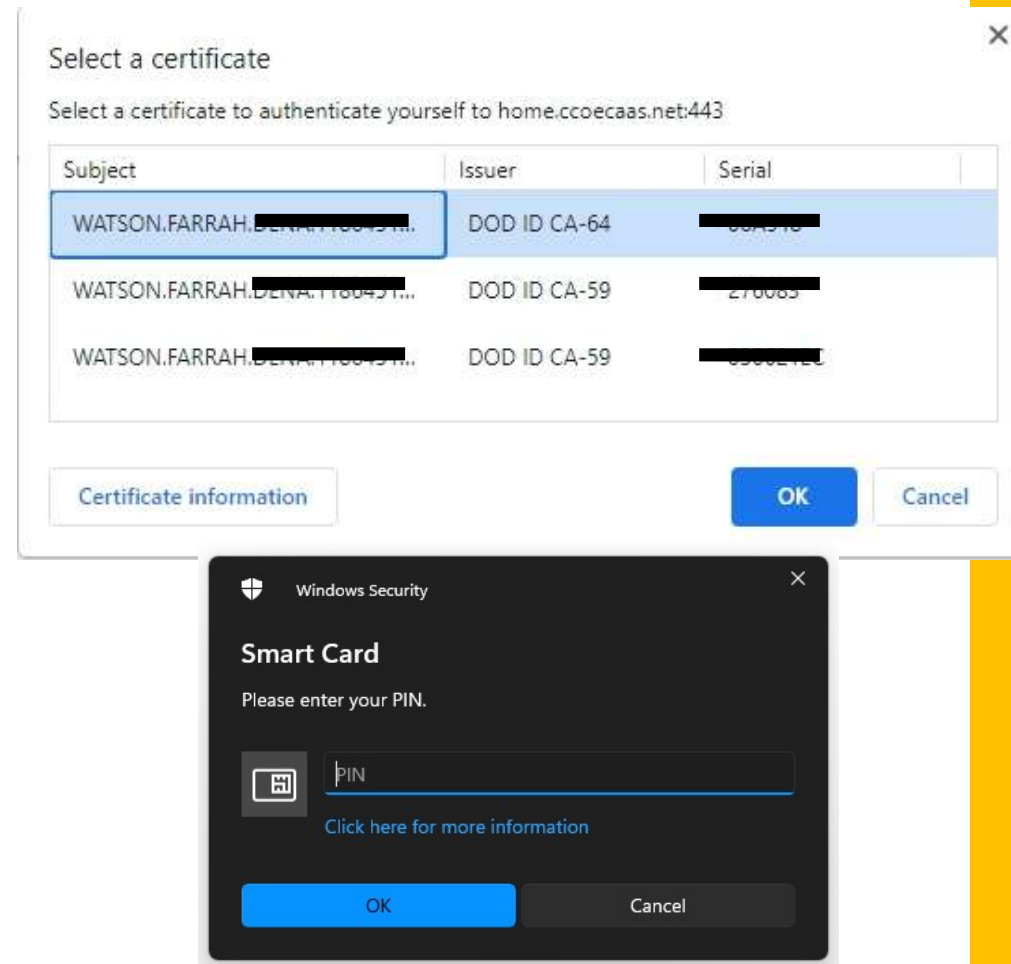 Select a certificate
Select a certificate to authenticate yourself to home.ccoecaas.net:443
Subject Issuer Serial
WATSON.FARRAH. DOD ID CA-64
WATSON.FARRAH. DOD ID CA-59
WATSON.FARRAH. DOD ID CA-59
Certificate information OK Cancel
Windows Security
Smart Card
Please enter your PIN.
PIN
Click here for more information
OK Cancel